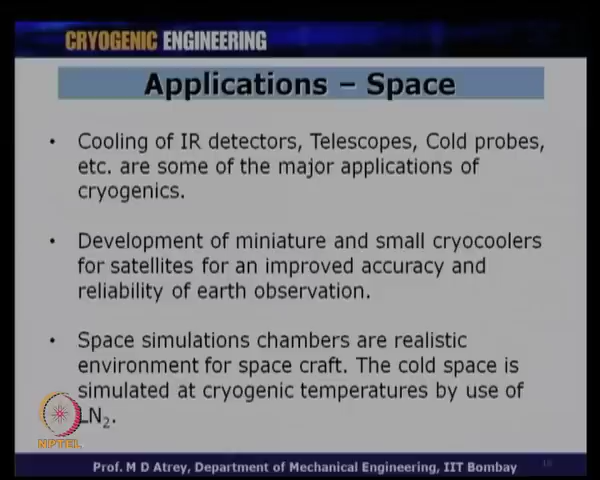 CRYOGENIC ENGINEERING
Applications – Space
• Cooling of IR detectors, Telescopes, Cold probes,
etc. are some of the major applications of
cryogenics.
• Development of miniature and small cryocoolers
for satellites for an improved accuracy and
reliability of earth observation.
• Space simulations chambers are realistic
environment for space craft. The cold space is
simulated at cryogenic temperatures by use of
LN₂.
NPTEL
Prof. M D Atrey, Department of Mechanical Engineering, IIT Bombay